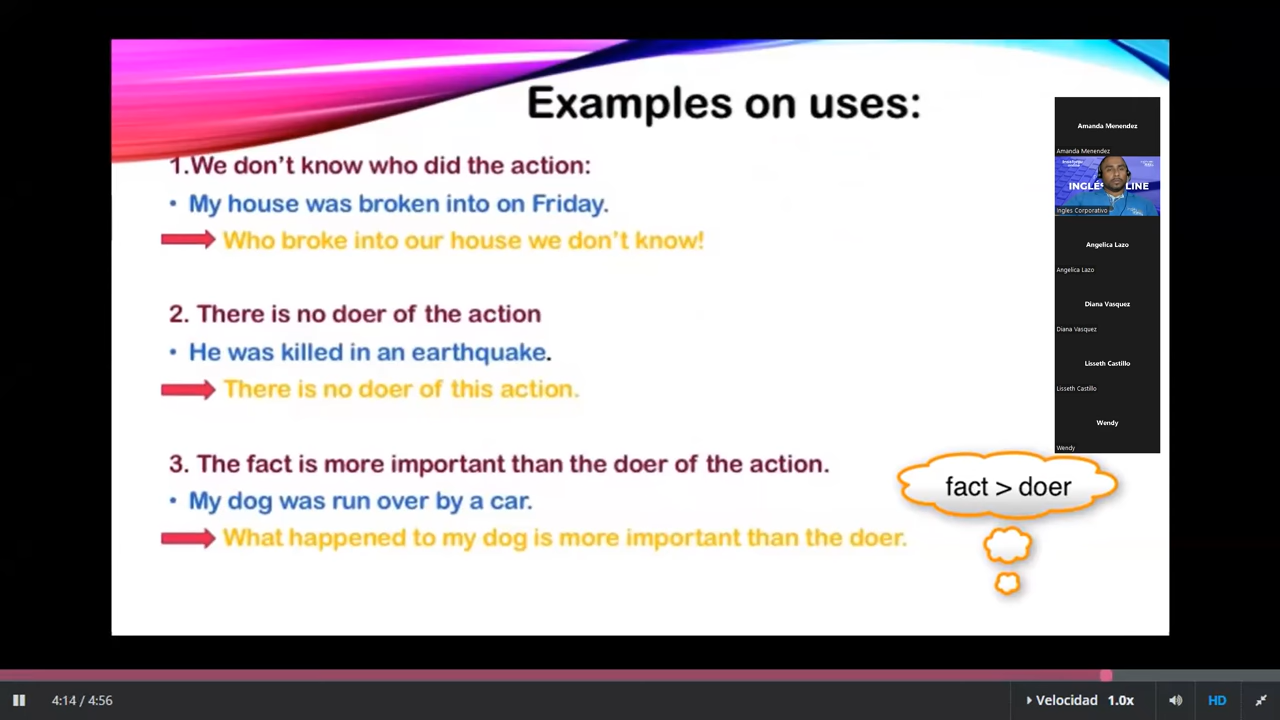 Examples on uses:
1.We don't know who did the action:
• My house was broken into on Friday.
Who broke into our house we don't know!
2. There is no doer of the action
• He was killed in an earthquake.
There is no doer of this action.
3. The fact is more important than the doer of the action.
• My dog was run over by a car.
What happened to my dog is more important than the doer.
fact > doer
Amanda Menendez
Amanda Menendez
Ingles Corporativo
Angelica Lazo
Angelica Lazo
Diana Vasquez
Diana Vasquez
Lisseth Castillo
Lisseth Castillo
Wendy
Wendy
4:14 / 4:56
Velocidad 1.0x
HD